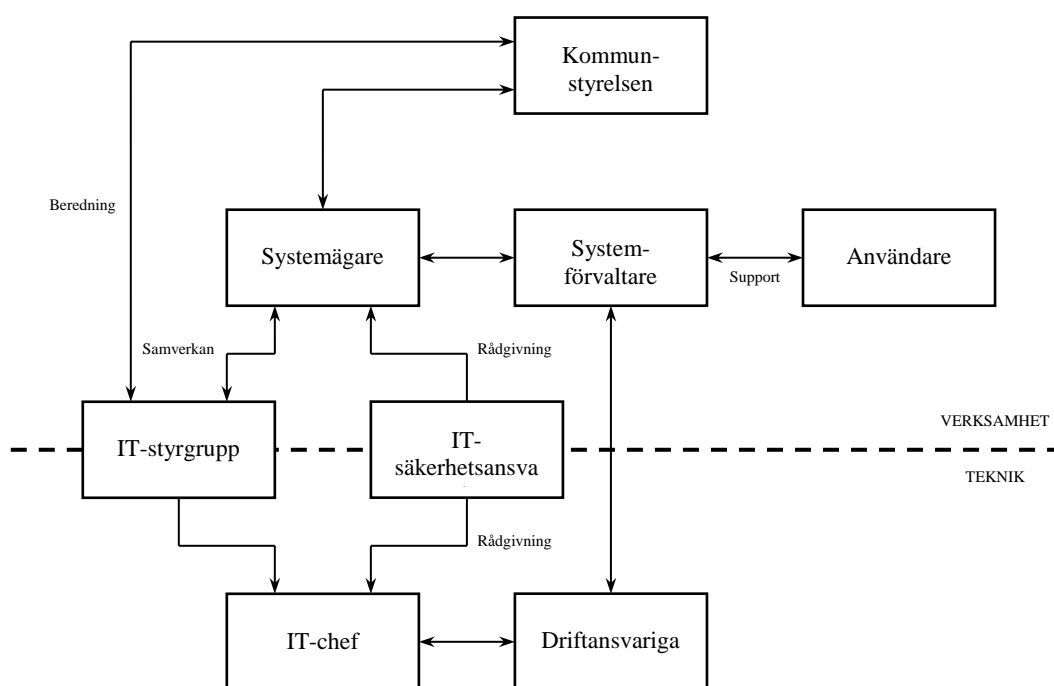 Kommun-
styrelsen
Beredning
Systemägare
System-
förvaltare
Användare
Support
Samverkan
Rådgivning
VERKSAMHET
IT-styrgrupp
IT-
säkerhetsansva
TEKNIK
Rådgivning
IT-chef
Driftansvariga